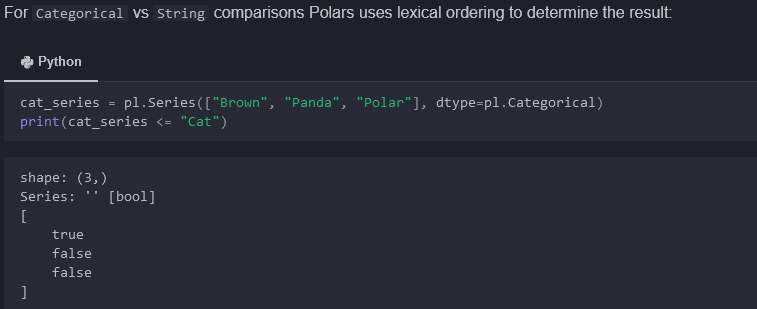 For Categorical vs String comparisons Polars uses lexical ordering to determine the result:
Python
cat_series = pl.Series(["Brown", "Panda", "Polar"], dtype=pl.Categorical)
print(cat_series <= "Cat")
shape: (3,)
Series: '' [bool]
[
    true
    false
    false
]